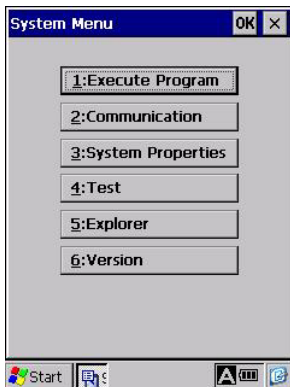 System Menu OK ×
1:Execute Program
2:Communication
3:System Properties
4:Test
5:Explorer
6:Version
Start A